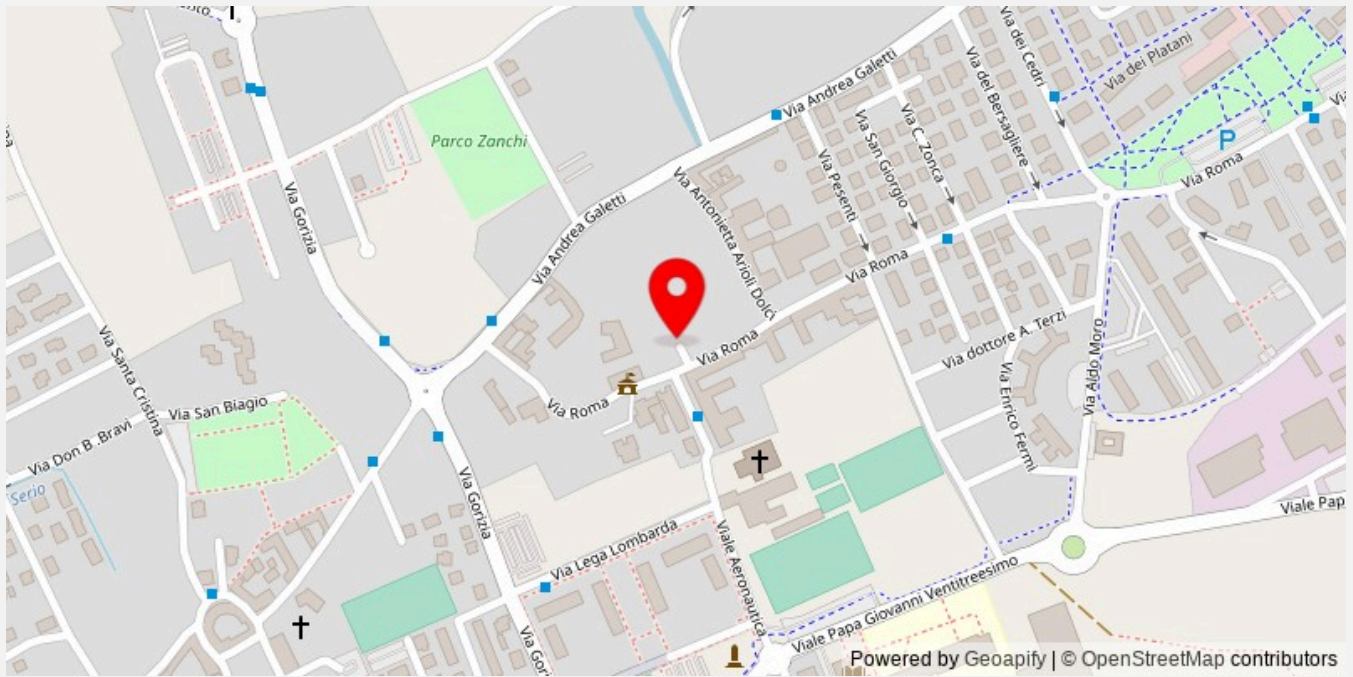 Via dei Cedri
Via dei Platani
Via Andrea Galetti
Via del Bersagliere
Parco Zanchi
Via C. Zonca
Via San Giorgio
Via Pesenti
Via Roma
Via Gorizia
Via Antonietta Arioli Dolci
Via Andrea Galetti
Via Roma
Via Roma
Via dottore A. Terzi
Via Aldo Moro
Via Santa Cristina
Via Enrico Fermi
Via San Biagio
Via Roma
Via Don B .Bravi
Serio
Via Gorizia
Viale Pap
Via Lega Lombarda
Viale Aeronautica
Viale Papa Giovanni Ventitreesimo
Via Gori
P
Powered by Geoapify | © OpenStreetMap contributors